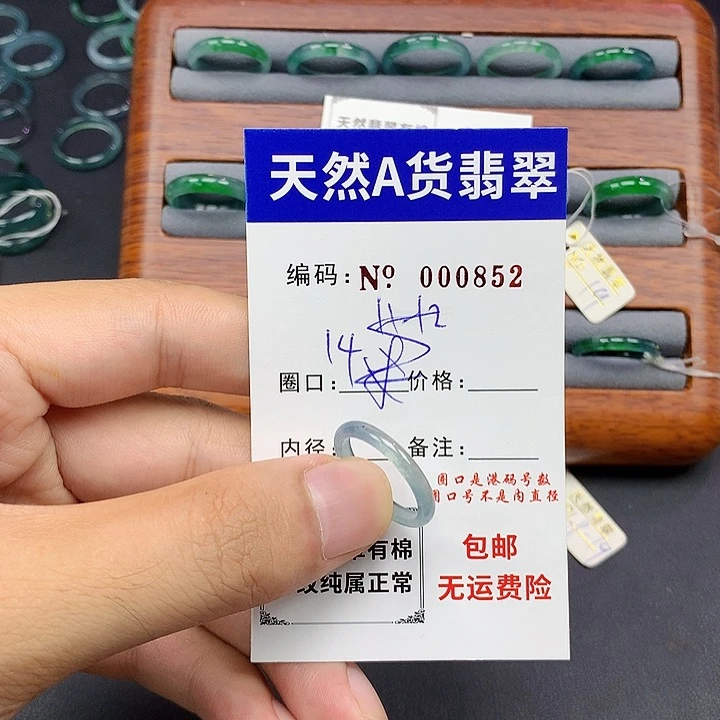 天然A货翡翠
编码：Nº 000852
14
圈口：
价格：
内径：
备注：
圈口是港码号数
圈口号不是内直径
有棉
纹纯属正常
包邮
无运费险